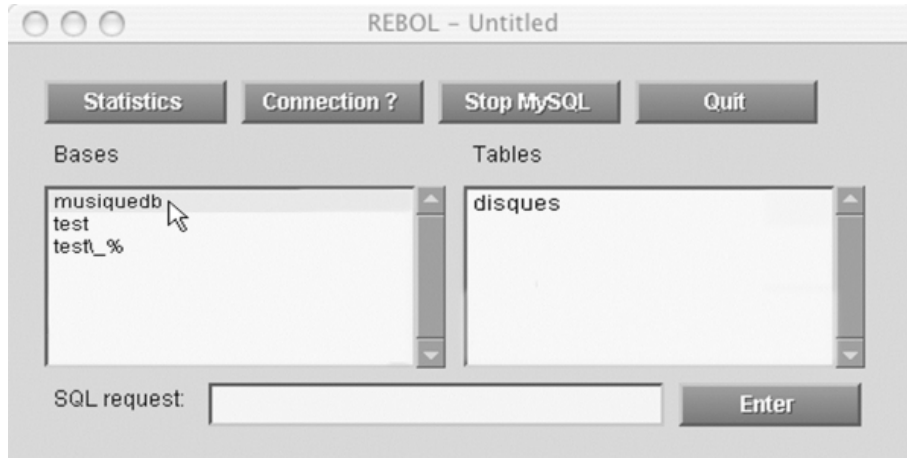 REBOL – Untitled
Statistics Connection ? Stop MySQL Quit
Bases Tables
musiquedb disques
test
test\_%
SQL request: Enter